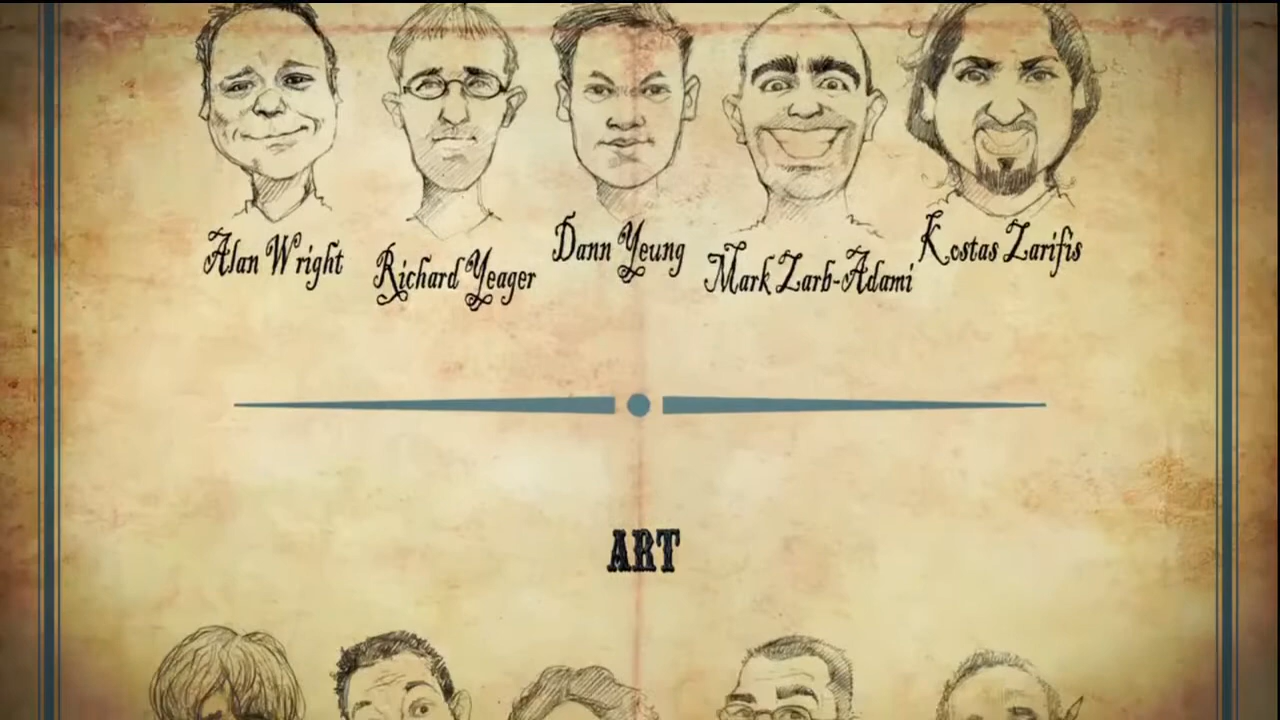 Alan Wright
Richard Yeager
Dann Yeung
Mark Zarb-Adami
Kostas Zarifis
ART